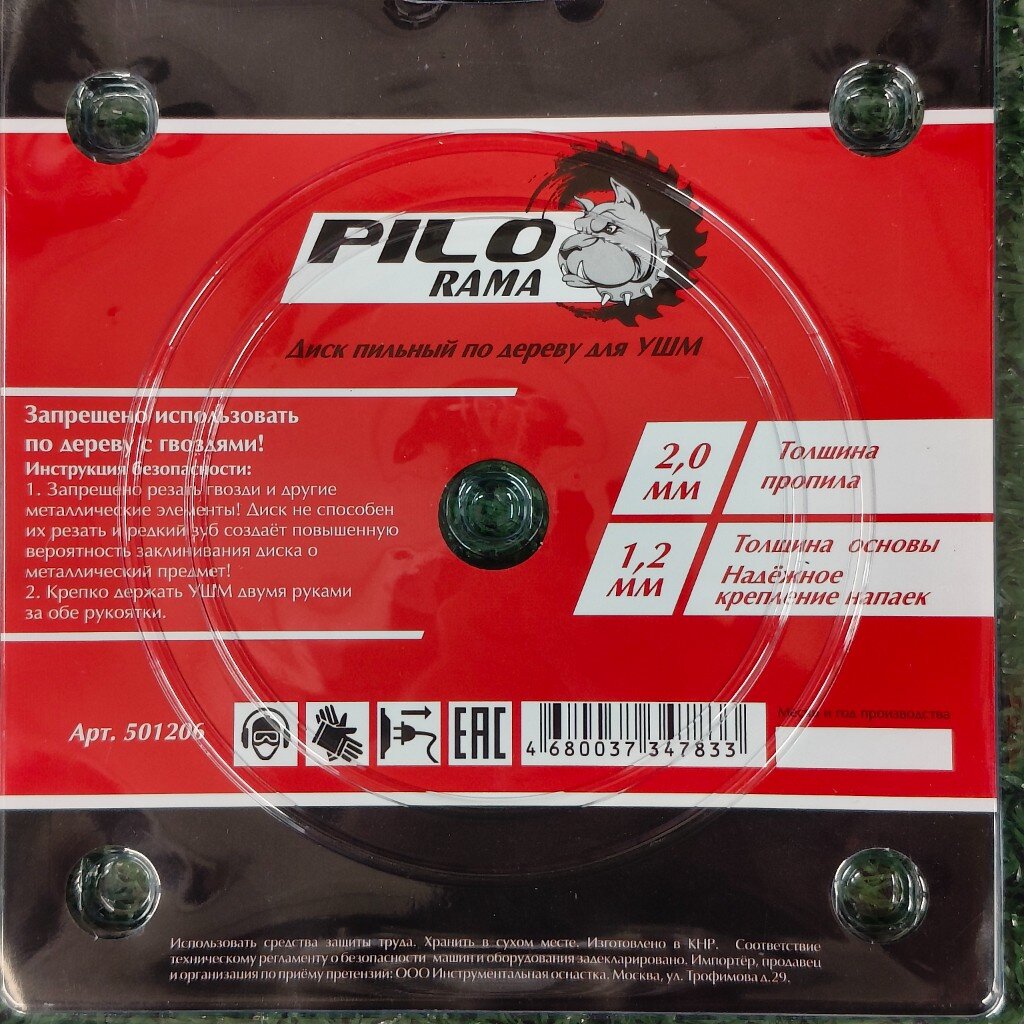 PILO
RAMA
Диск пильный по дереву для УШМ
Запрещено использовать
по дереву с гвоздями!
Инструкция безопасности:
1. Запрещено резать гвозди и другие
металлические элементы! Диск не способен
их резать и редкий зуб создаёт повышенную
вероятность заклинивания диска о
металлический предмет!
2. Крепко держать УШМ двумя руками
за обе рукоятки.
2,0
мм
Толщина
пропила
1,2
мм
Толщина основы
Надёжное
крепление напаек
Арт. 501206
EAC
4 680037 347833
Месяц и год производства
Использовать средства защиты труда. Хранить в сухом месте. Изготовлено в КНР. Соответствие
техническому регламенту о безопасности машин и оборудования задекларировано. Импортёр, продавец
и организация по приёму претензий: ООО Инструментальная оснастка. Москва, ул. Трофимова д.29.